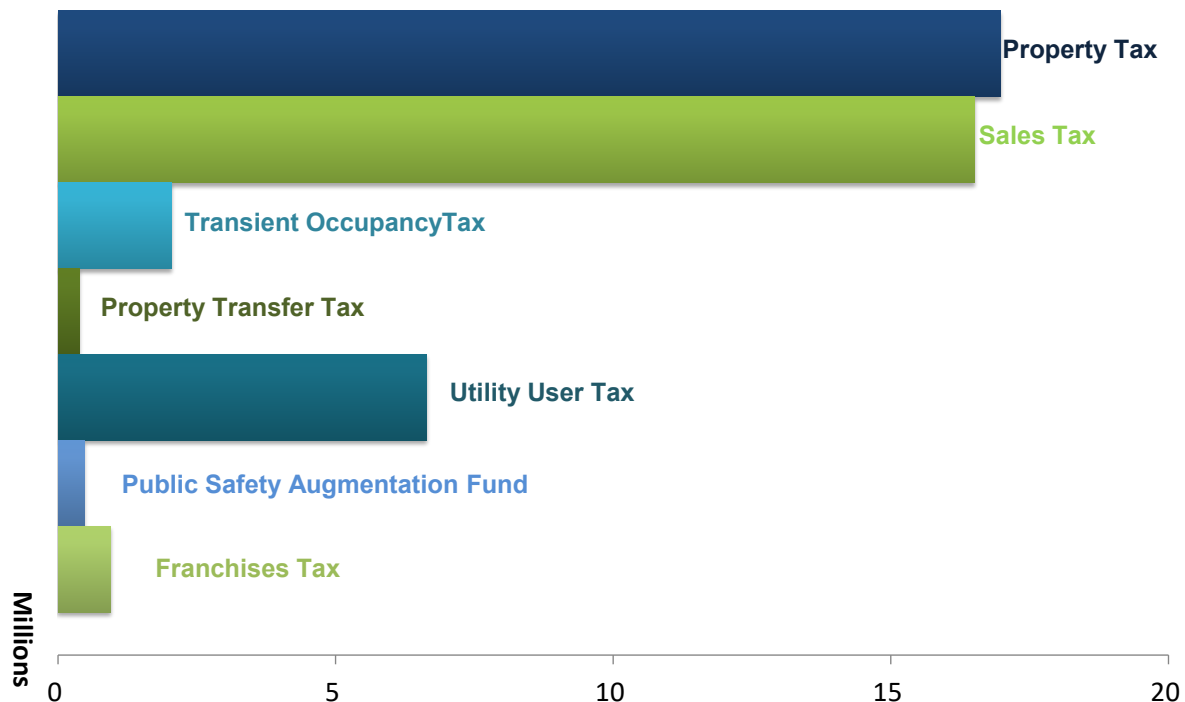 Property Tax
Sales Tax
Transient OccupancyTax
Property Transfer Tax
Utility User Tax
Public Safety Augmentation Fund
Franchises Tax
Millions
0 5 10 15 20